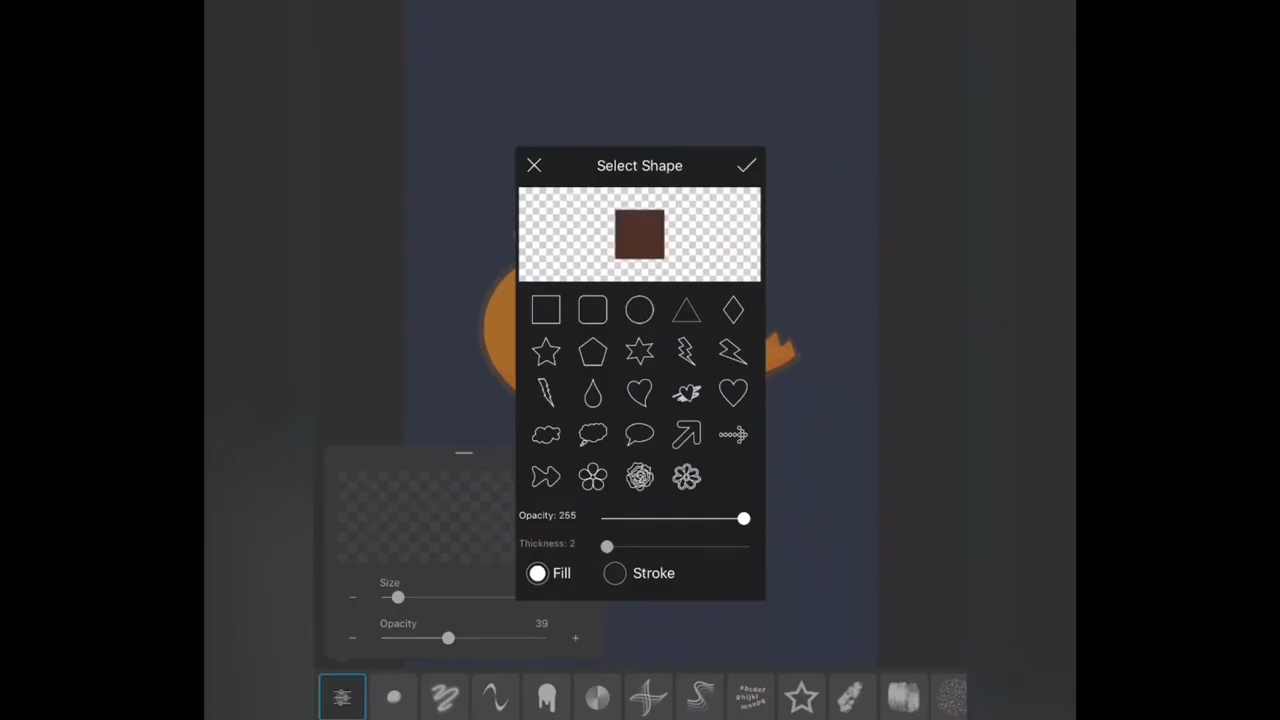 Select Shape
Opacity: 255
Thickness: 2
Fill
Stroke
Size
Opacity 39